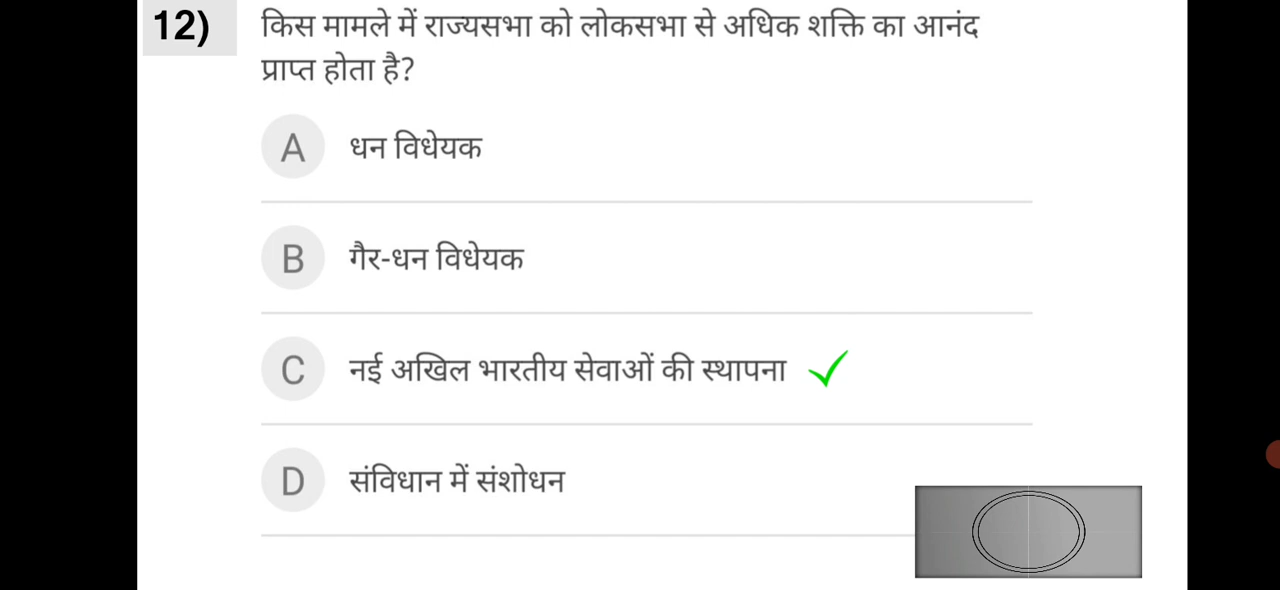 12) किस मामले में राज्यसभा को लोकसभा से अधिक शक्ति का आनंद
प्राप्त होता है?
A धन विधेयक
B गैर-धन विधेयक
C नई अखिल भारतीय सेवाओं की स्थापना
D संविधान में संशोधन